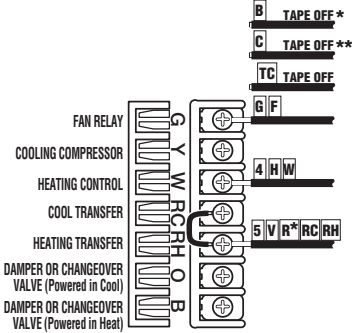 B TAPE OFF *
C TAPE OFF **
TC TAPE OFF
FAN RELAY G G F
COOLING COMPRESSOR Y
HEATING CONTROL W 4 H W
COOL TRANSFER RC
HEATING TRANSFER RH 5 V R* RC RH
DAMPER OR CHANGEOVER
VALVE (Powered in Cool) O
DAMPER OR CHANGEOVER
VALVE (Powered in Heat) B